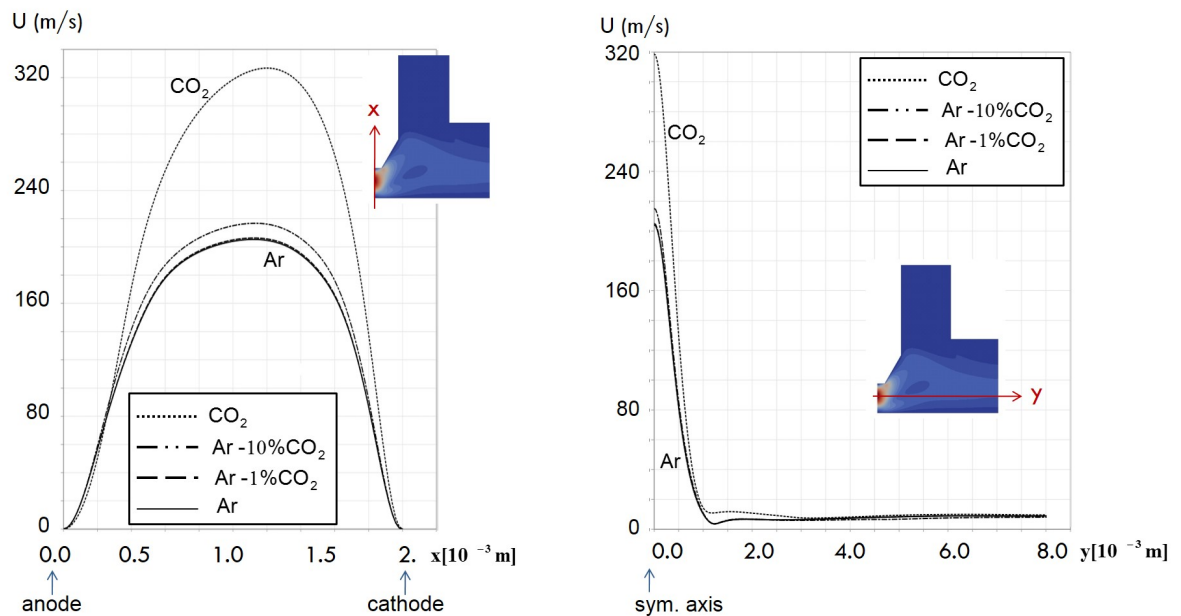 U (m/s)
320
240
160
80
0
CO2
x
Ar
CO2
Ar -10%CO2
Ar -1%CO2
Ar
0.0 0.5 1.0 1.5 2. x[10 -3 m]
anode cathode
U (m/s)
320
240
160
80
0
CO2
Ar -10%CO2
Ar -1%CO2
Ar
CO2
y
Ar
0.0 2.0 4.0 6.0 8.0 y[10 -3 m]
sym. axis